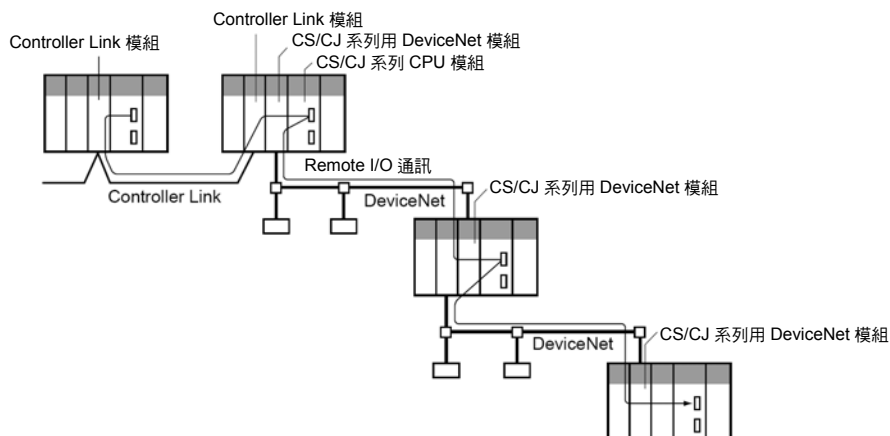 Controller Link 模組
Controller Link 模組
CS/CJ 系列用 DeviceNet 模組
CS/CJ 系列 CPU 模組
Remote I/O 通訊
Controller Link
DeviceNet
CS/CJ 系列用 DeviceNet 模組
DeviceNet
CS/CJ 系列用 DeviceNet 模組